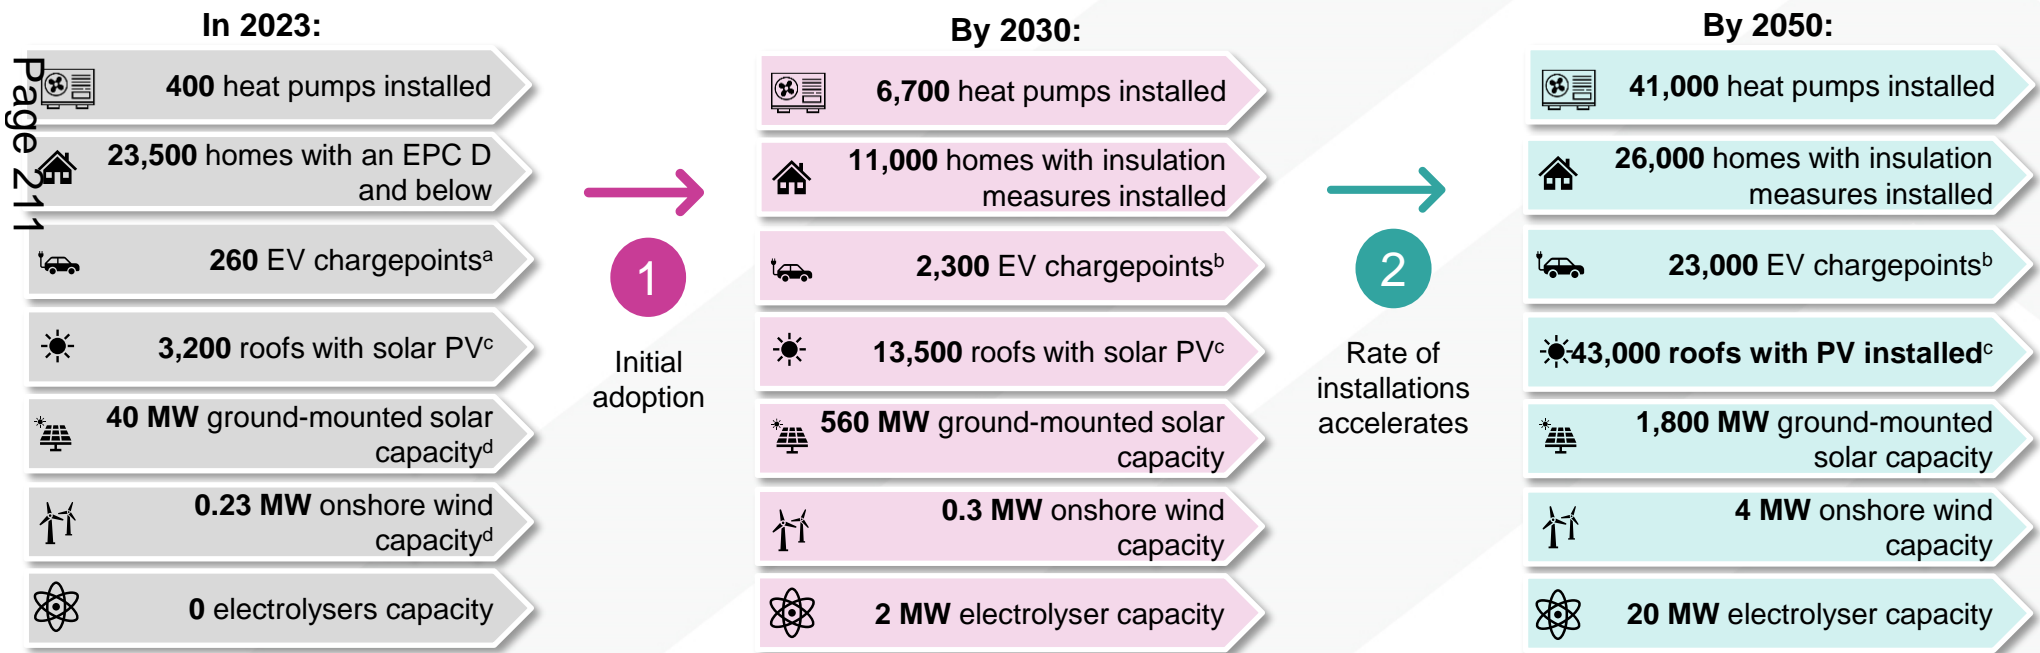 Page 211
In 2023:
400 heat pumps installed
23,500 homes with an EPC D
and below
260 EV chargepointsᵃ
3,200 roofs with solar PVᶜ
40 MW ground-mounted solar
capacityᵈ
0.23 MW onshore wind
capacityᵈ
0 electrolysers capacity
1
Initial
adoption
By 2030:
6,700 heat pumps installed
11,000 homes with insulation
measures installed
2,300 EV chargepointsᵇ
13,500 roofs with solar PVᶜ
560 MW ground-mounted solar
capacity
0.3 MW onshore wind
capacity
2 MW electrolyser capacity
2
Rate of
installations
accelerates
By 2050:
41,000 heat pumps installed
26,000 homes with insulation
measures installed
23,000 EV chargepointsᵇ
43,000 roofs with PV installedᶜ
1,800 MW ground-mounted
solar capacity
4 MW onshore wind
capacity
20 MW electrolyser capacity